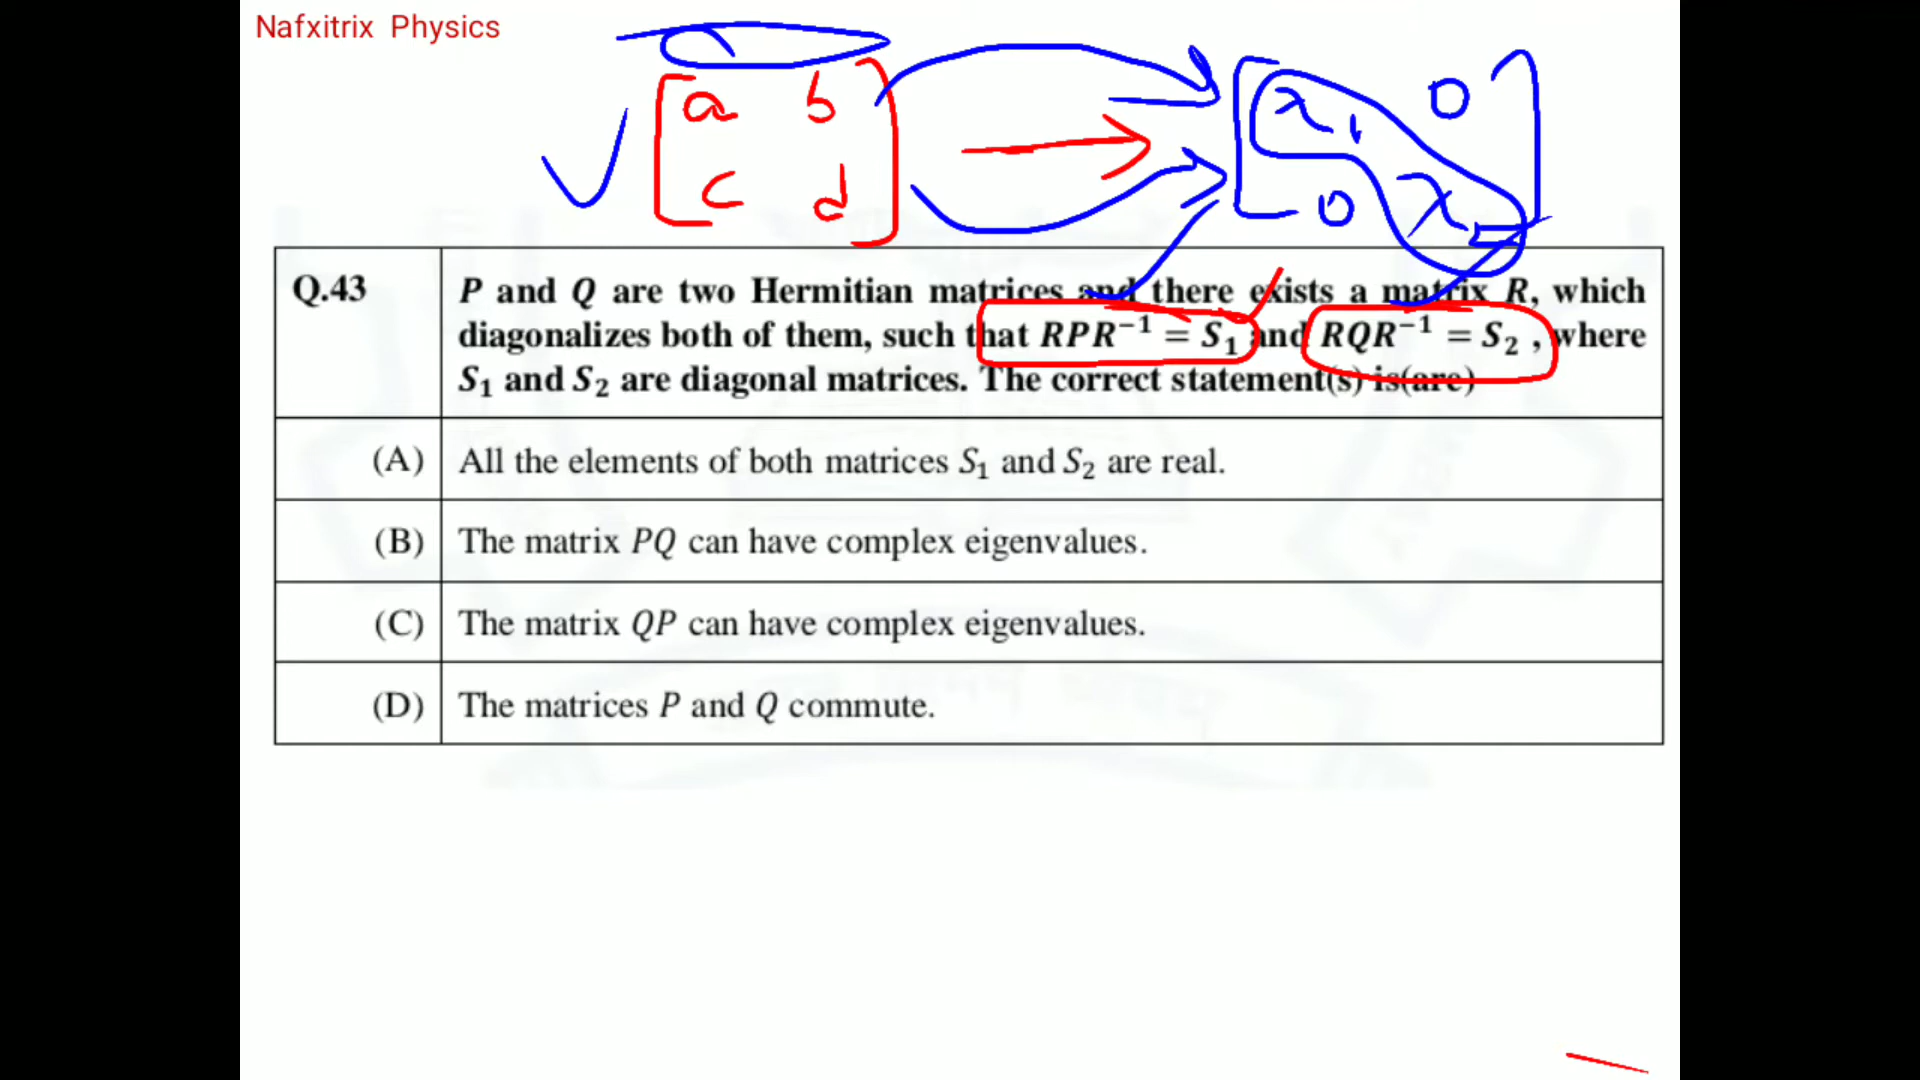 Nafxitrix Physics
a b
c d
λ₁ 0
0 λ₂
Q.43
P and Q are two Hermitian matrices and there exists a matrix R, which
diagonalizes both of them, such that RPR⁻¹ = S₁ and RQR⁻¹ = S₂ , where
S₁ and S₂ are diagonal matrices. The correct statement(s) is(are)
(A) All the elements of both matrices S₁ and S₂ are real.
(B) The matrix PQ can have complex eigenvalues.
(C) The matrix QP can have complex eigenvalues.
(D) The matrices P and Q commute.